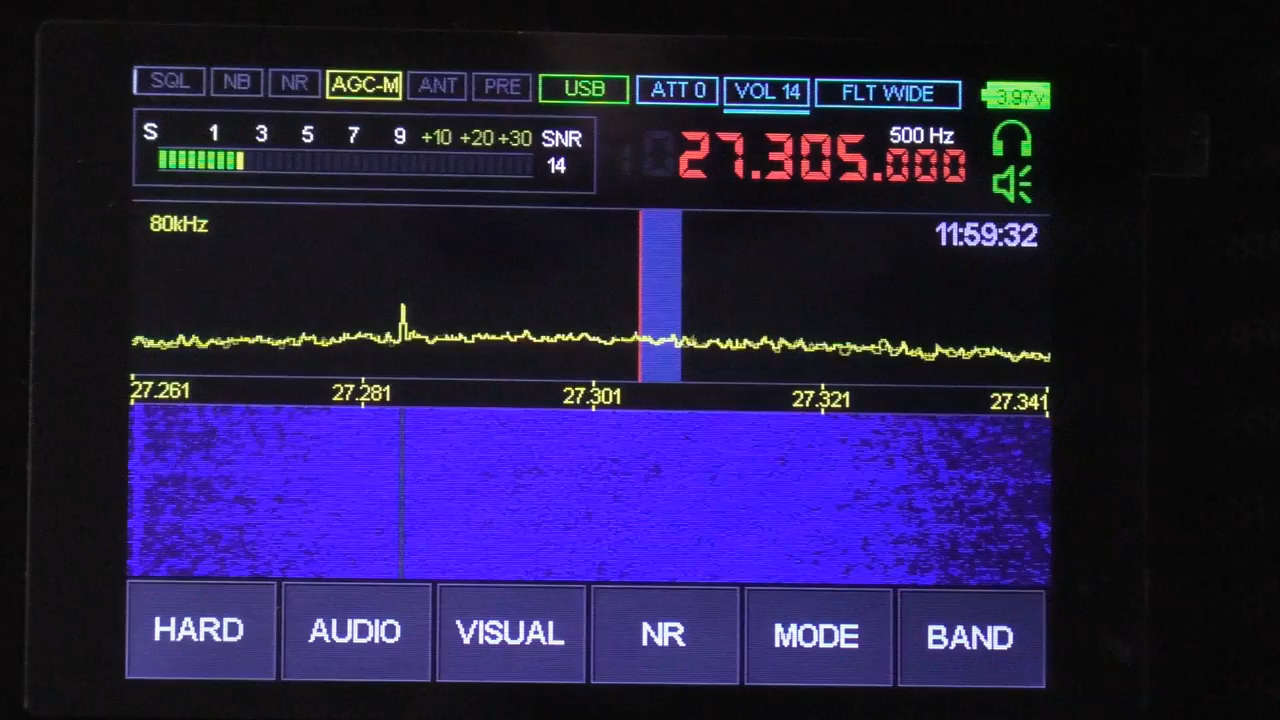 SQL NB NR AGC-M ANT PRE USB ATT 0 VOL 14 FLT WIDE 3.97V
S 1 3 5 7 9 +10 +20 +30 SNR
14
500 Hz
27.305.000
80kHz
11:59:32
27.261 27.281 27.301 27.321 27.341
HARD AUDIO VISUAL NR MODE BAND